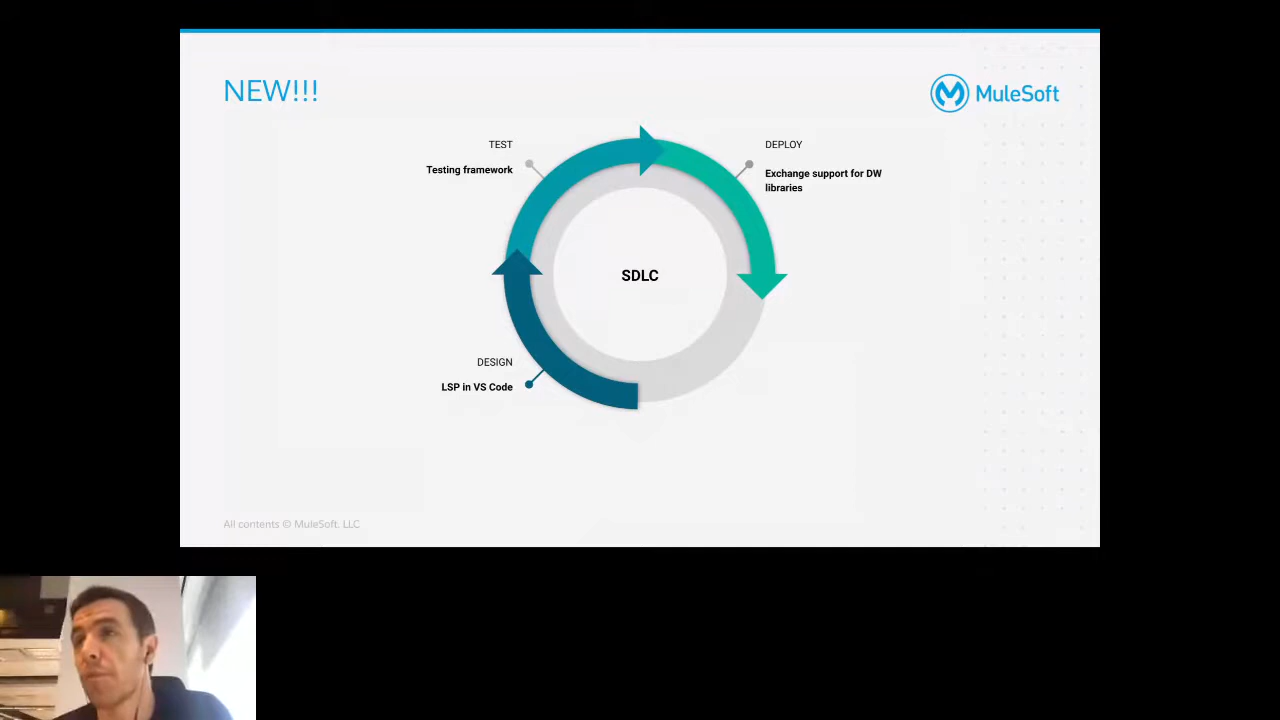 NEW!!!
MuleSoft
TEST
Testing framework
DEPLOY
Exchange support for DW
libraries
SDLC
DESIGN
LSP in VS Code
All contents © MuleSoft, LLC